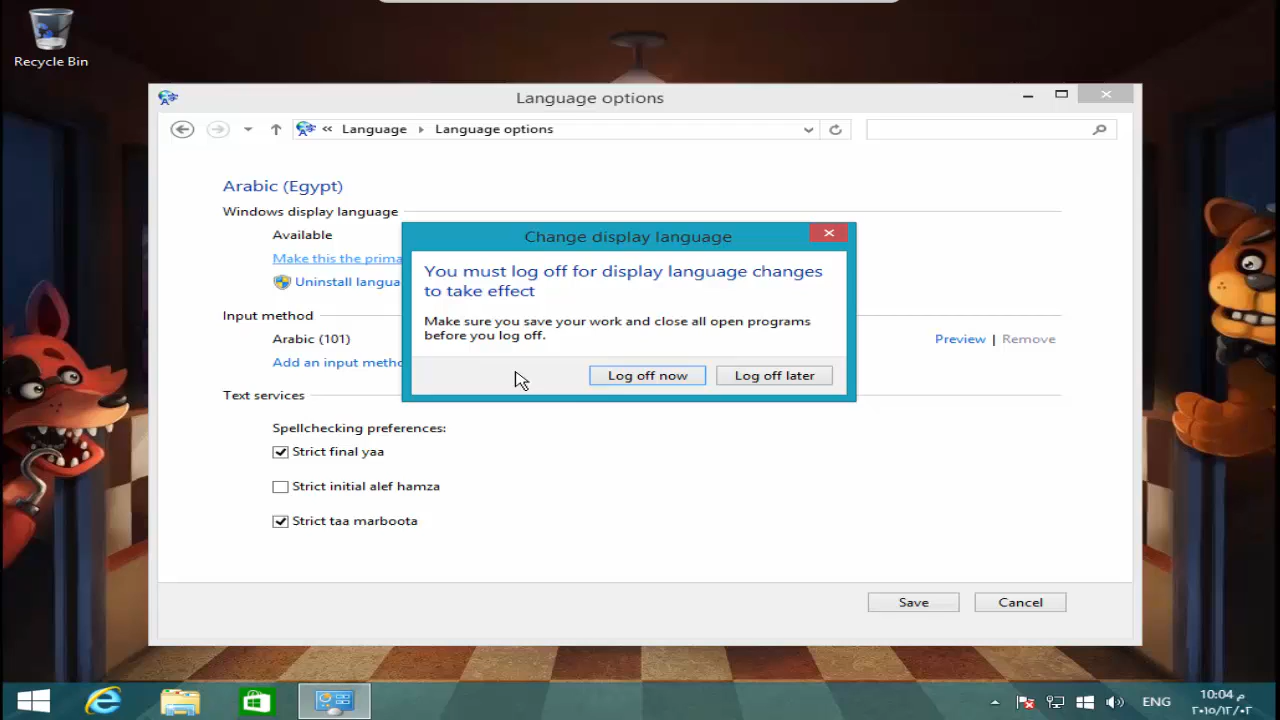 Recycle Bin
Language options
« Language ▸ Language options
Arabic (Egypt)
Windows display language
Available
Make this the prima
Uninstall langua
Change display language
You must log off for display language changes
to take effect
Make sure you save your work and close all open programs
before you log off.
Log off now
Log off later
Input method
Arabic (101)
Preview | Remove
Add an input metho
Text services
Spellchecking preferences:
Strict final yaa
Strict initial alef hamza
Strict taa marboota
Save
Cancel
ENG
10:04 م
٢٠١٥/١٢/٠٢